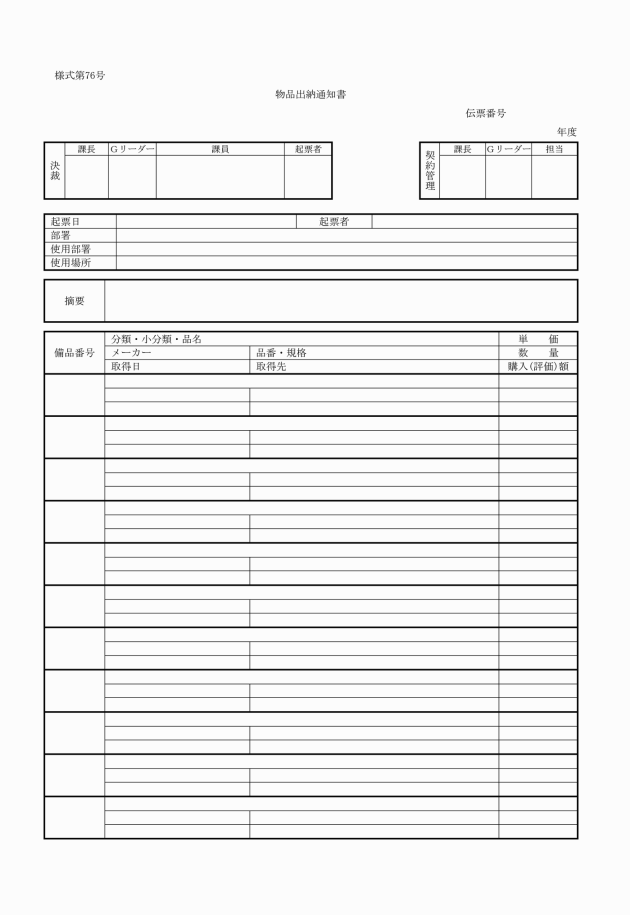 様式第76号
物品出納通知書
伝票番号
年度
決裁 課長 Gリーダー 課員 起票者
契約管理 課長 Gリーダー 担当
起票日 起票者
部署
使用部署
使用場所
摘要
備品番号 分類・小分類・品名 単 価
メーカー 品番・規格 数 量
取得日 取得先 購入(評価)額